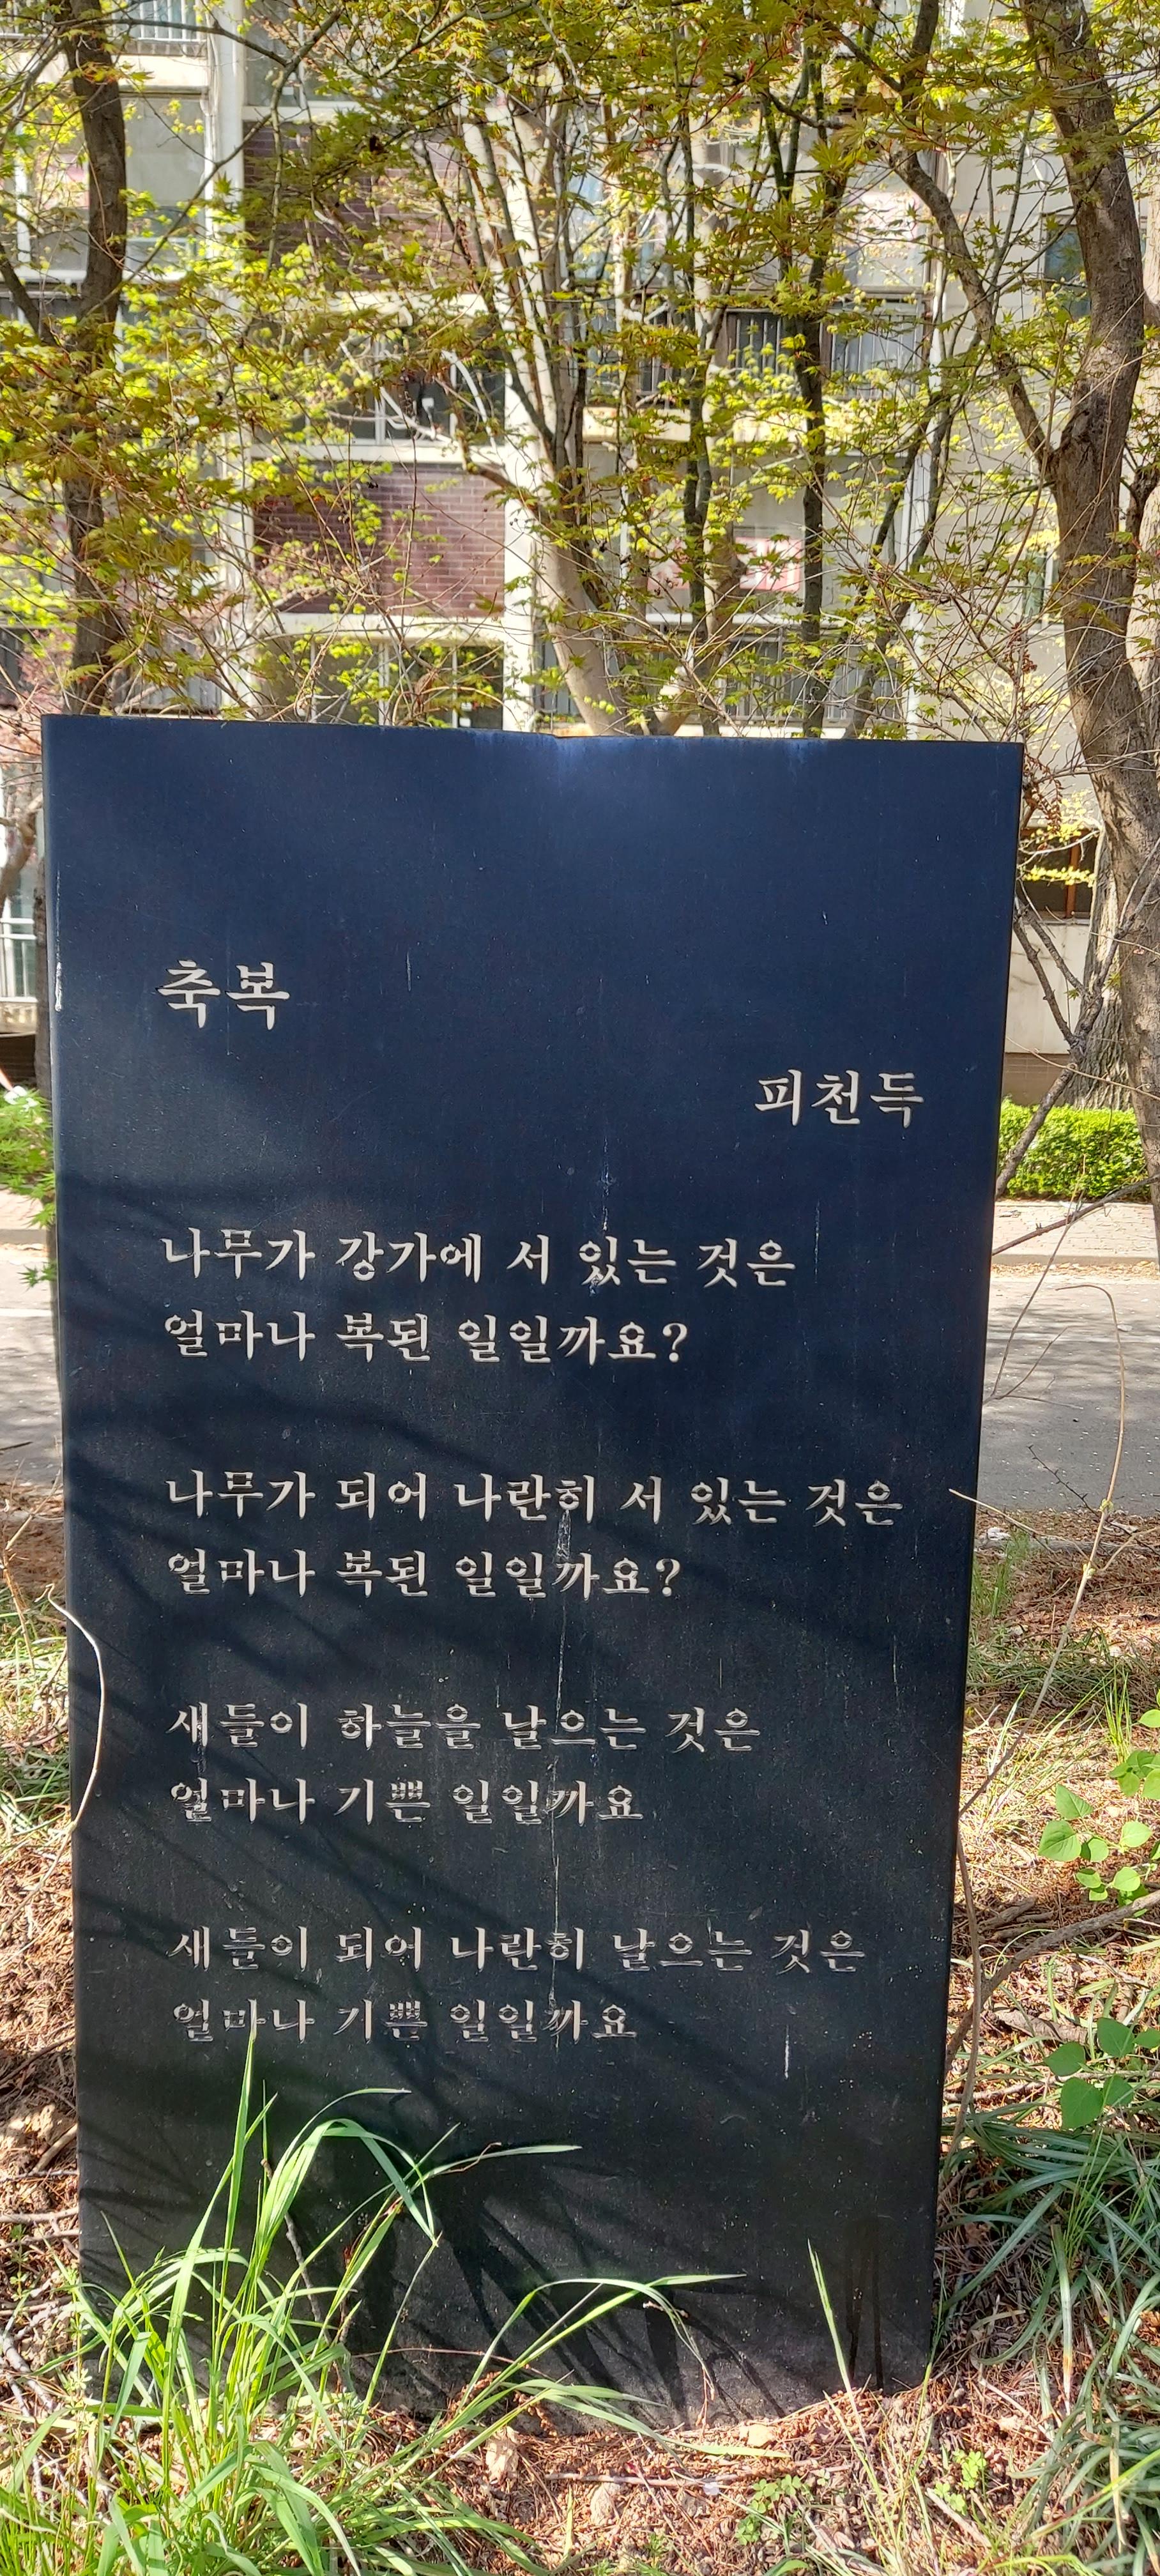 축복
피천득
나무가 강가에 서 있는 것은
얼마나 복된 일일까요?
나무가 되어 나란히 서 있는 것은
얼마나 복된 일일까요?
새들이 하늘을 날으는 것은
얼마나 기쁜 일일까요
새들이 되어 나란히 날으는 것은
얼마나 기쁨 일일까요